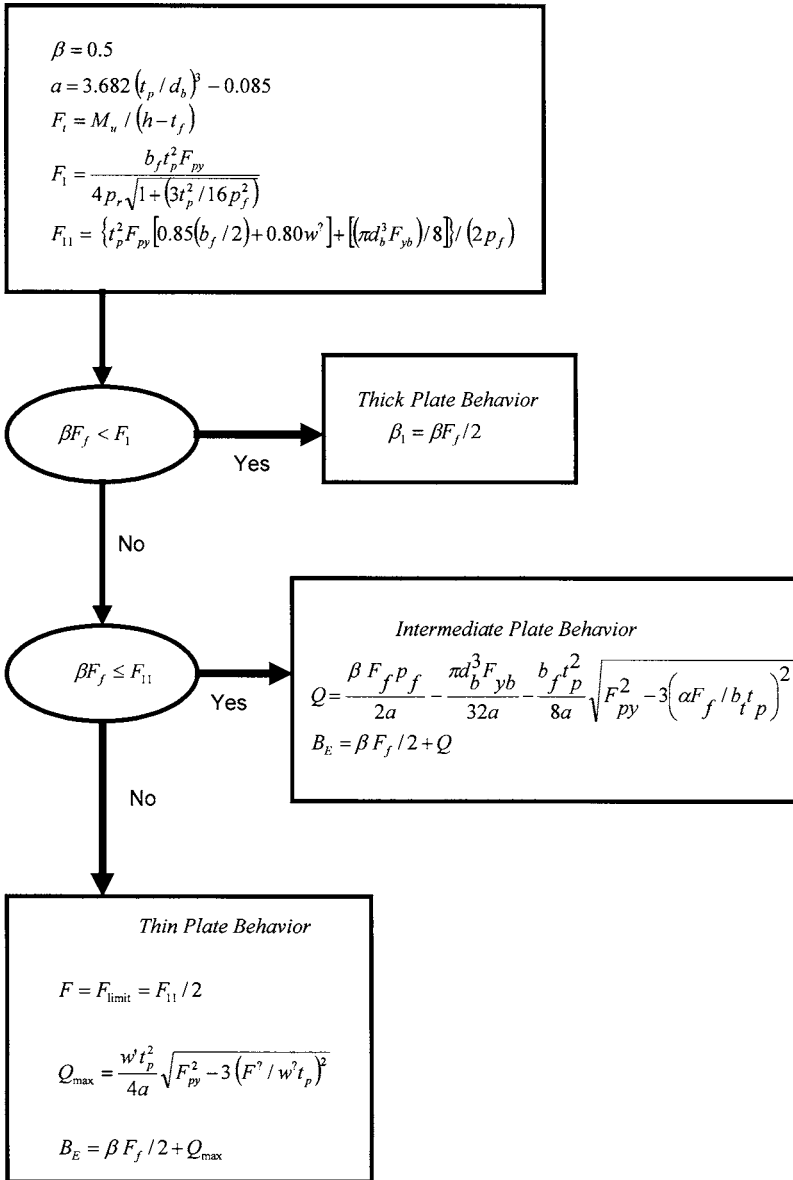 β = 0.5
a = 3.682 (t_p / d_b)^3 − 0.085
F_t = M_u / (h − t_f)
F_1 = b_f t_p^2 F_py / 4 p_r √(1 + (3t_p^2 / 16 p_f^2))
F_11 = {t_p^2 F_py [0.85(b_f / 2) + 0.80w^?] + [(πd_b^3 F_yb) / 8]} / (2 p_f)
βF_f < F_1
Yes
Thick Plate Behavior
β_1 = βF_f / 2
No
βF_f ≤ F_11
Yes
Intermediate Plate Behavior
Q = β F_f p_f / 2a − πd_b^3 F_yb / 32a − b_f t_p^2 / 8a √(F_py^2 − 3(αF_f / b_t t_p)^2)
B_E = β F_f / 2 + Q
No
Thin Plate Behavior
F = F_limit = F_11 / 2
Q_max = w' t_p^2 / 4a √(F_py^2 − 3 (F^? / w^? t_p)^2)
B_E = β F_f / 2 + Q_max